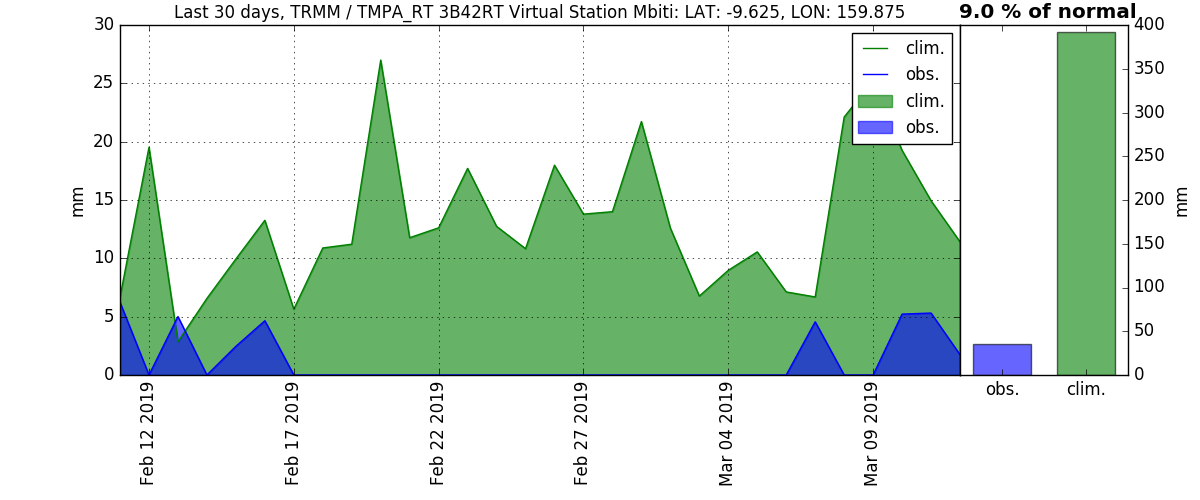 Last 30 days, TRMM / TMPA_RT 3B42RT Virtual Station Mbiti: LAT: -9.625, LON: 159.875
9.0 % of normal
30
25
20
15
10
5
0
mm
clim.
obs.
clim.
obs.
Feb 12 2019
Feb 17 2019
Feb 22 2019
Feb 27 2019
Mar 04 2019
Mar 09 2019
400
350
300
250
200
150
100
50
0
mm
obs.
clim.